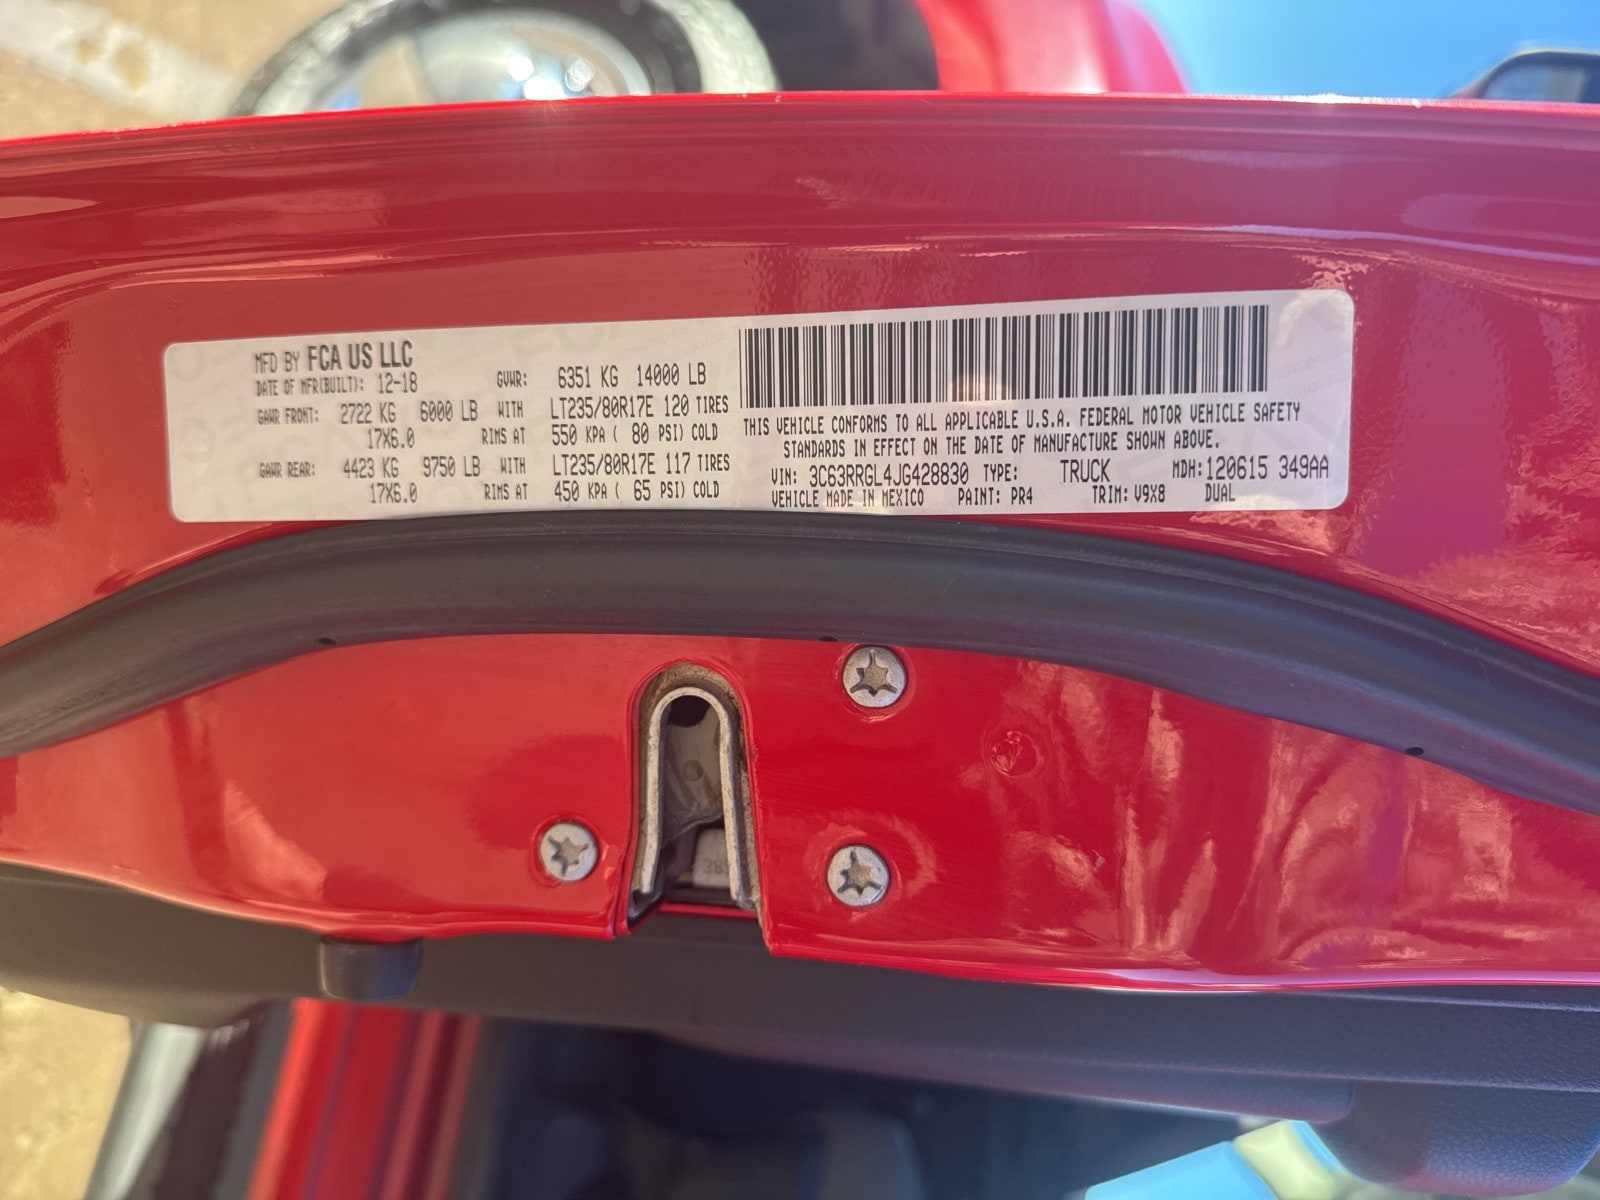 MFD BY FCA US LLC
DATE OF MFR(BUILT): 12-18 GVWR: 6351 KG 14000 LB
GAWR FRONT: 2722 KG 6000 LB WITH LT235/80R17E 120 TIRES
17X6.0 RIMS AT 550 KPA ( 80 PSI) COLD
GAWR REAR: 4423 KG 9750 LB WITH LT235/80R17E 117 TIRES
17X6.0 RIMS AT 450 KPA ( 65 PSI) COLD
THIS VEHICLE CONFORMS TO ALL APPLICABLE U.S.A. FEDERAL MOTOR VEHICLE SAFETY
STANDARDS IN EFFECT ON THE DATE OF MANUFACTURE SHOWN ABOVE.
VIN: 3C63RRGL4JG428830 TYPE: TRUCK MDH:120615 349AA
VEHICLE MADE IN MEXICO PAINT: PR4 TRIM: V9X8 DUAL